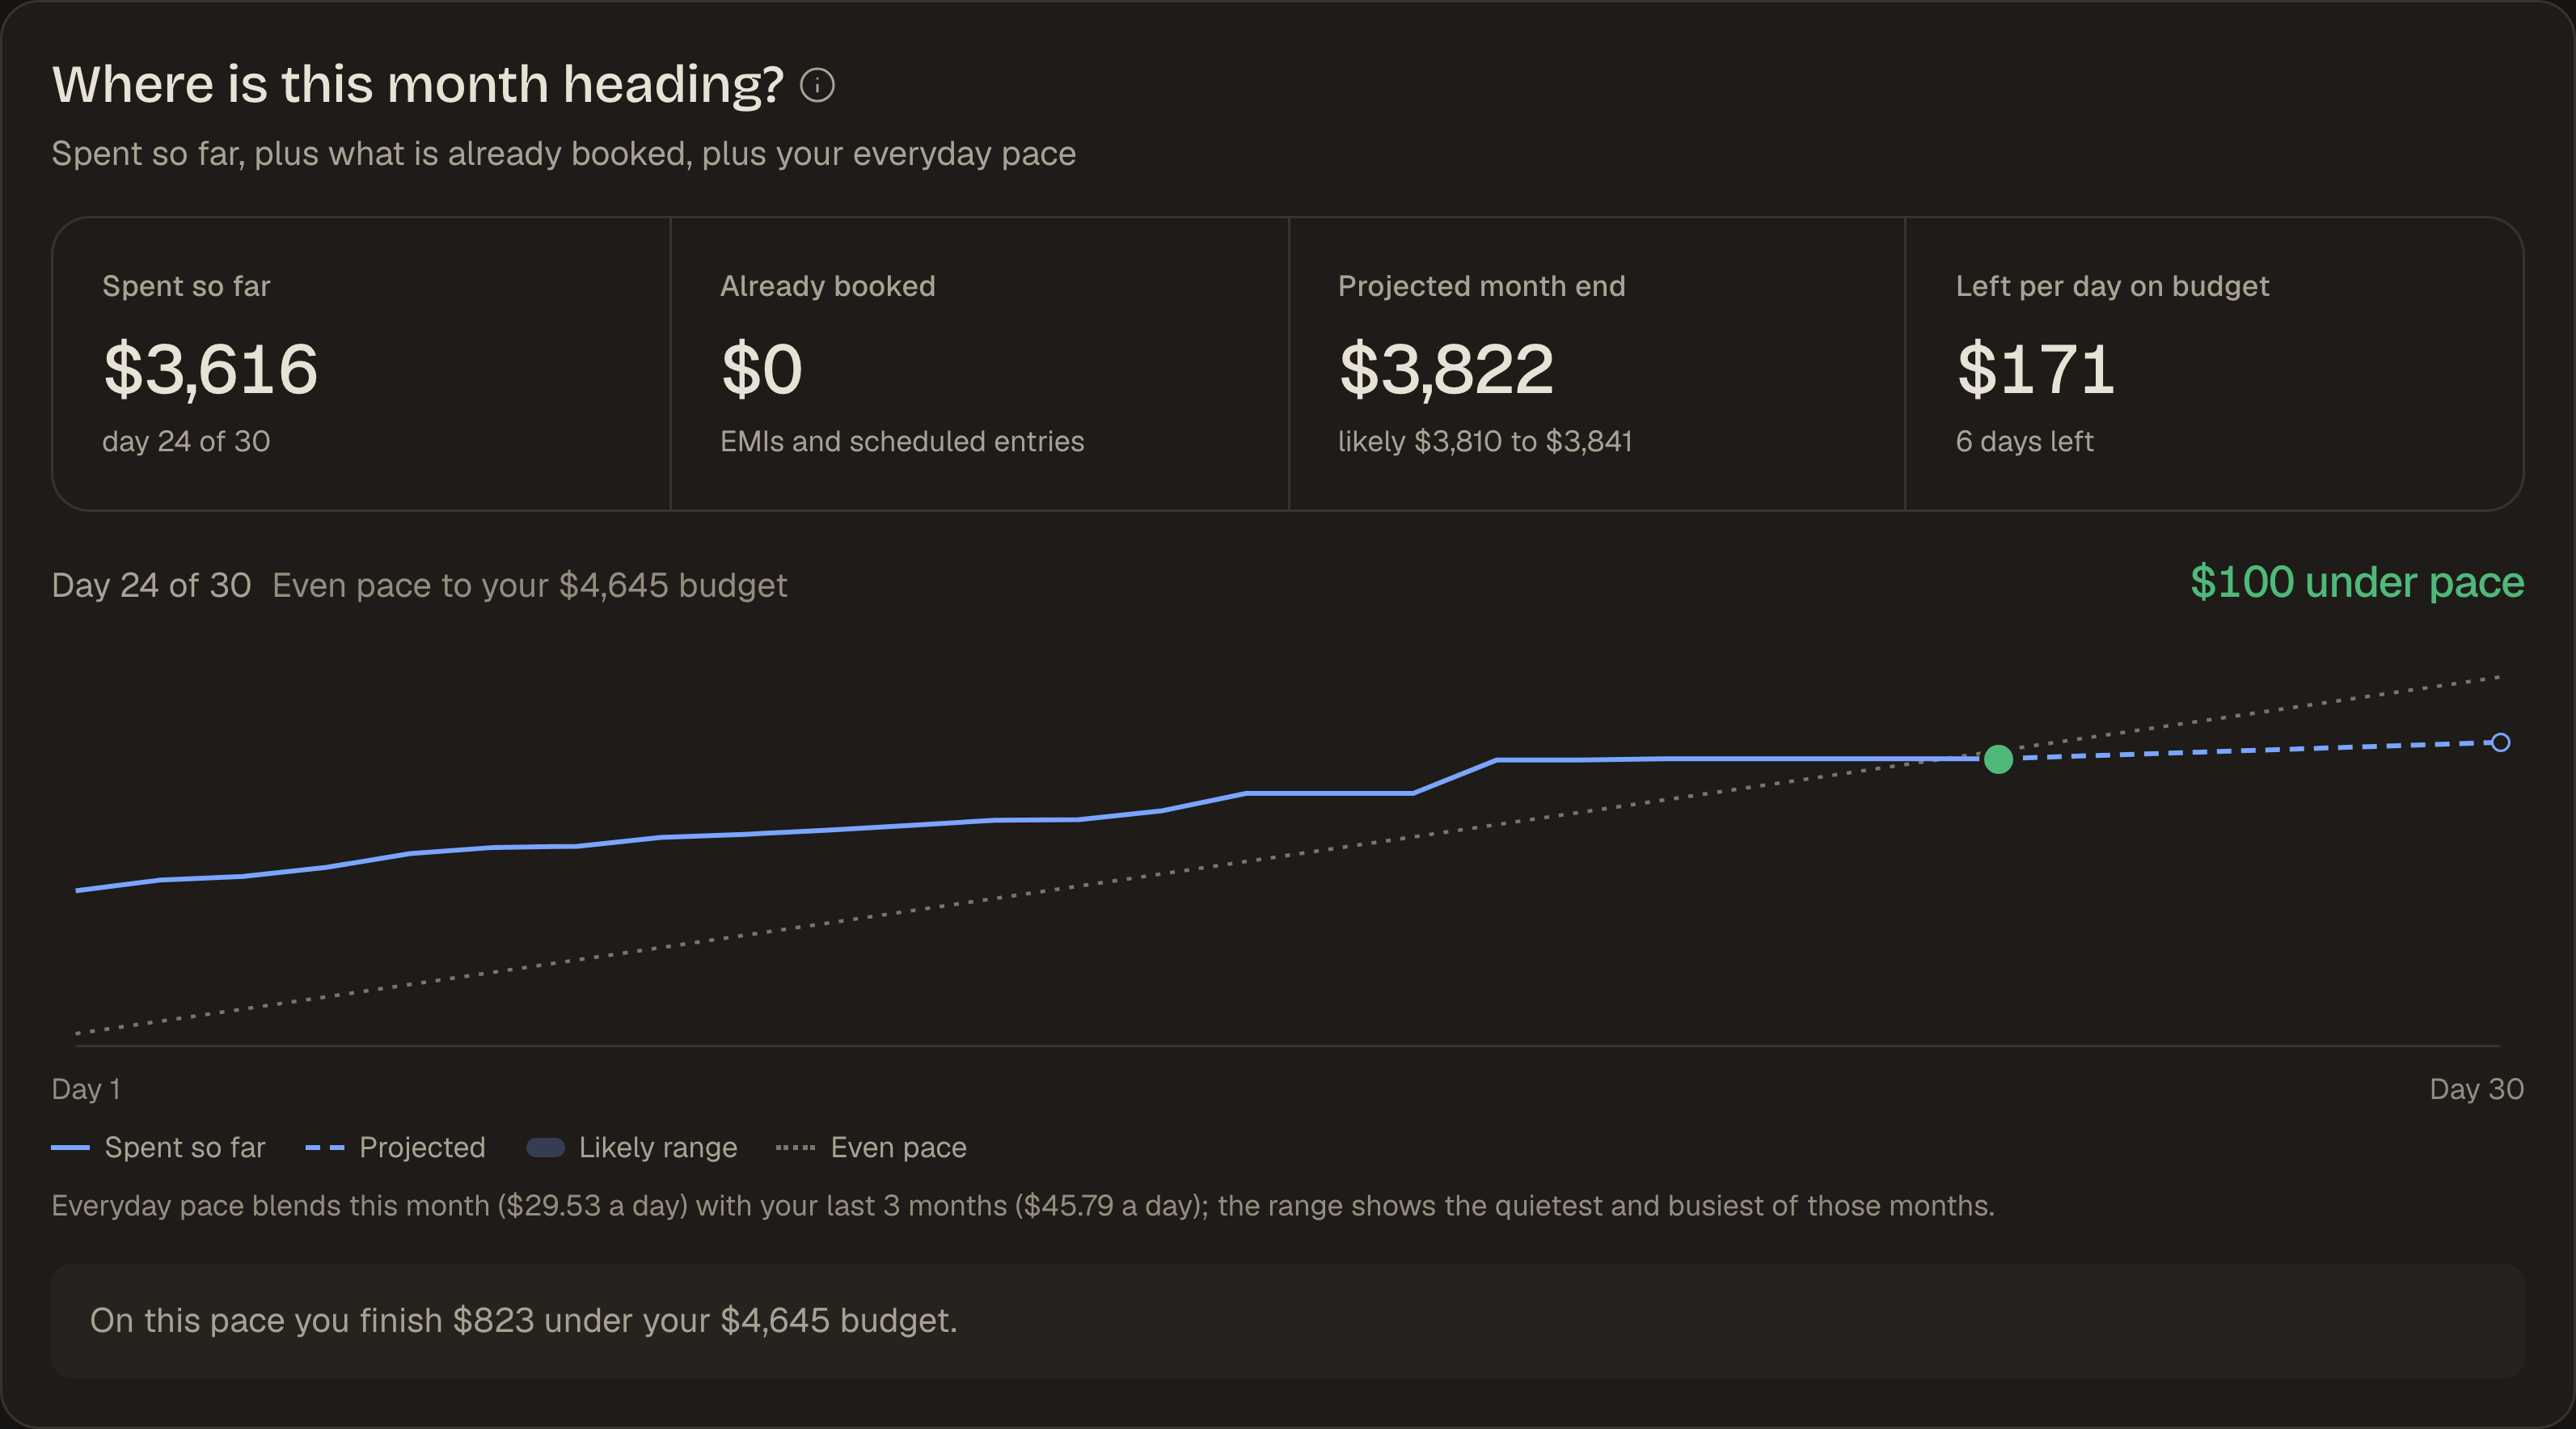 Where is this month heading?
Spent so far, plus what is already booked, plus your everyday pace
Spent so far
$3,616
day 24 of 30
Already booked
$0
EMIs and scheduled entries
Projected month end
$3,822
likely $3,810 to $3,841
Left per day on budget
$171
6 days left
Day 24 of 30 Even pace to your $4,645 budget
$100 under pace
Day 1
Day 30
Spent so far
Projected
Likely range
Even pace
Everyday pace blends this month ($29.53 a day) with your last 3 months ($45.79 a day); the range shows the quietest and busiest of those months.
On this pace you finish $823 under your $4,645 budget.